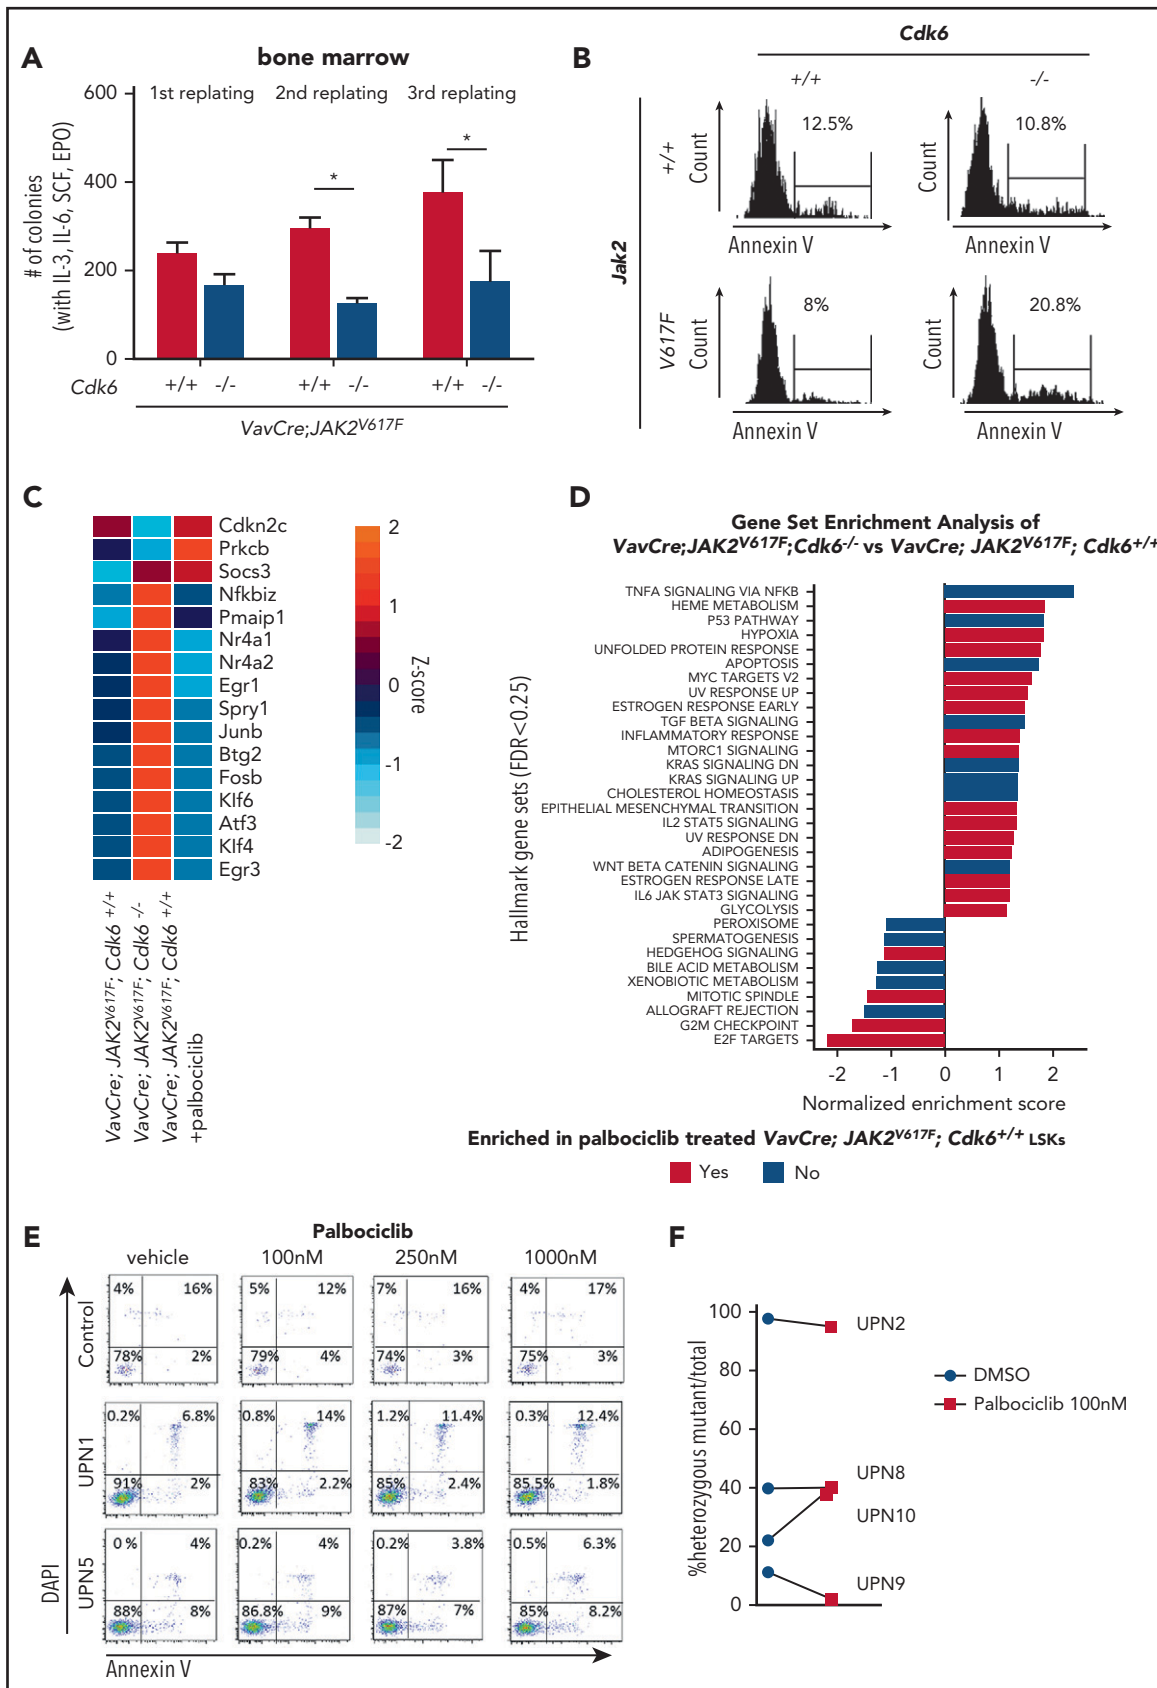 A
bone marrow
1st replating 2nd replating 3rd replating
# of colonies
(with IL-3, IL-6, SCF, EPO)
600
400
200
0
* *
Cdk6 +/+ -/- +/+ -/- +/+ -/-
VavCre;JAK2V617F
B
Cdk6
+/+ -/-
Jak2
+/+
Count 12.5% Count 10.8%
Annexin V Annexin V
V617F
Count 8% Count 20.8%
Annexin V Annexin V
C
Cdkn2c
Prkcb
Socs3
Nfkbiz
Pmaip1
Nr4a1
Nr4a2
Egr1
Spry1
Junb
Btg2
Fosb
Klf6
Atf3
Klf4
Egr3
2
1
0
-1
-2
Z-score
VavCre; JAK2V617F; Cdk6 +/+
VavCre; JAK2V617F; Cdk6 -/-
VavCre; JAK2V617F; Cdk6 +/+
+palbociclib
D
Gene Set Enrichment Analysis of
VavCre;JAK2V617F;Cdk6-/- vs VavCre; JAK2V617F; Cdk6+/+
Hallmark gene sets (FDR<0.25)
TNFA SIGNALING VIA NFKB
HEME METABOLISM
P53 PATHWAY
HYPOXIA
UNFOLDED PROTEIN RESPONSE
APOPTOSIS
MYC TARGETS V2
UV RESPONSE UP
ESTROGEN RESPONSE EARLY
TGF BETA SIGNALING
INFLAMMATORY RESPONSE
MTORC1 SIGNALING
KRAS SIGNALING DN
KRAS SIGNALING UP
CHOLESTEROL HOMEOSTASIS
EPITHELIAL MESENCHYMAL TRANSITION
IL2 STAT5 SIGNALING
UV RESPONSE DN
ADIPOGENESIS
WNT BETA CATENIN SIGNALING
ESTROGEN RESPONSE LATE
IL6 JAK STAT3 SIGNALING
GLYCOLYSIS
PEROXISOME
SPERMATOGENESIS
HEDGEHOG SIGNALING
BILE ACID METABOLISM
XENOBIOTIC METABOLISM
MITOTIC SPINDLE
ALLOGRAFT REJECTION
G2M CHECKPOINT
E2F TARGETS
-2 -1 0 1 2
Normalized enrichment score
Enriched in palbociclib treated VavCre; JAK2V617F; Cdk6+/+ LSKs
Yes No
E
Palbociclib
vehicle 100nM 250nM 1000nM
Control
4% 16% 5% 12% 7% 16% 4% 17%
78% 2% 79% 4% 74% 3% 75% 3%
UPN1
0.2% 6.8% 0.8% 14% 1.2% 11.4% 0.3% 12.4%
91% 2% 83% 2.2% 85% 2.4% 85.5% 1.8%
UPN5
0 % 4% 0.2% 4% 0.2% 3.8% 0.5% 6.3%
88% 8% 86.8% 9% 87% 7% 85% 8.2%
DAPI
Annexin V
F
%heterozygous mutant/total
100
80
60
40
20
0
UPN2
UPN8
UPN10
UPN9
DMSO
Palbociclib 100nM